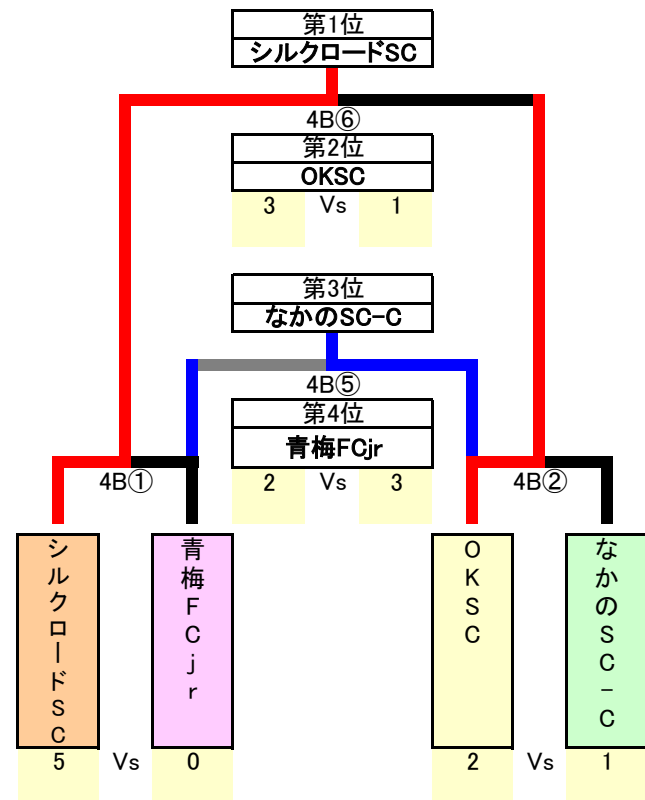 第1位
シルクロードSC
4B⑥
第2位
OKSC
3 Vs 1
第3位
なかのSC-C
4B⑤
第4位
青梅FCjr
2 Vs 3
4B①
4B②
シルクロードSC
青梅FCjr
OKSC
なかのSC-C
5 Vs 0
2 Vs 1